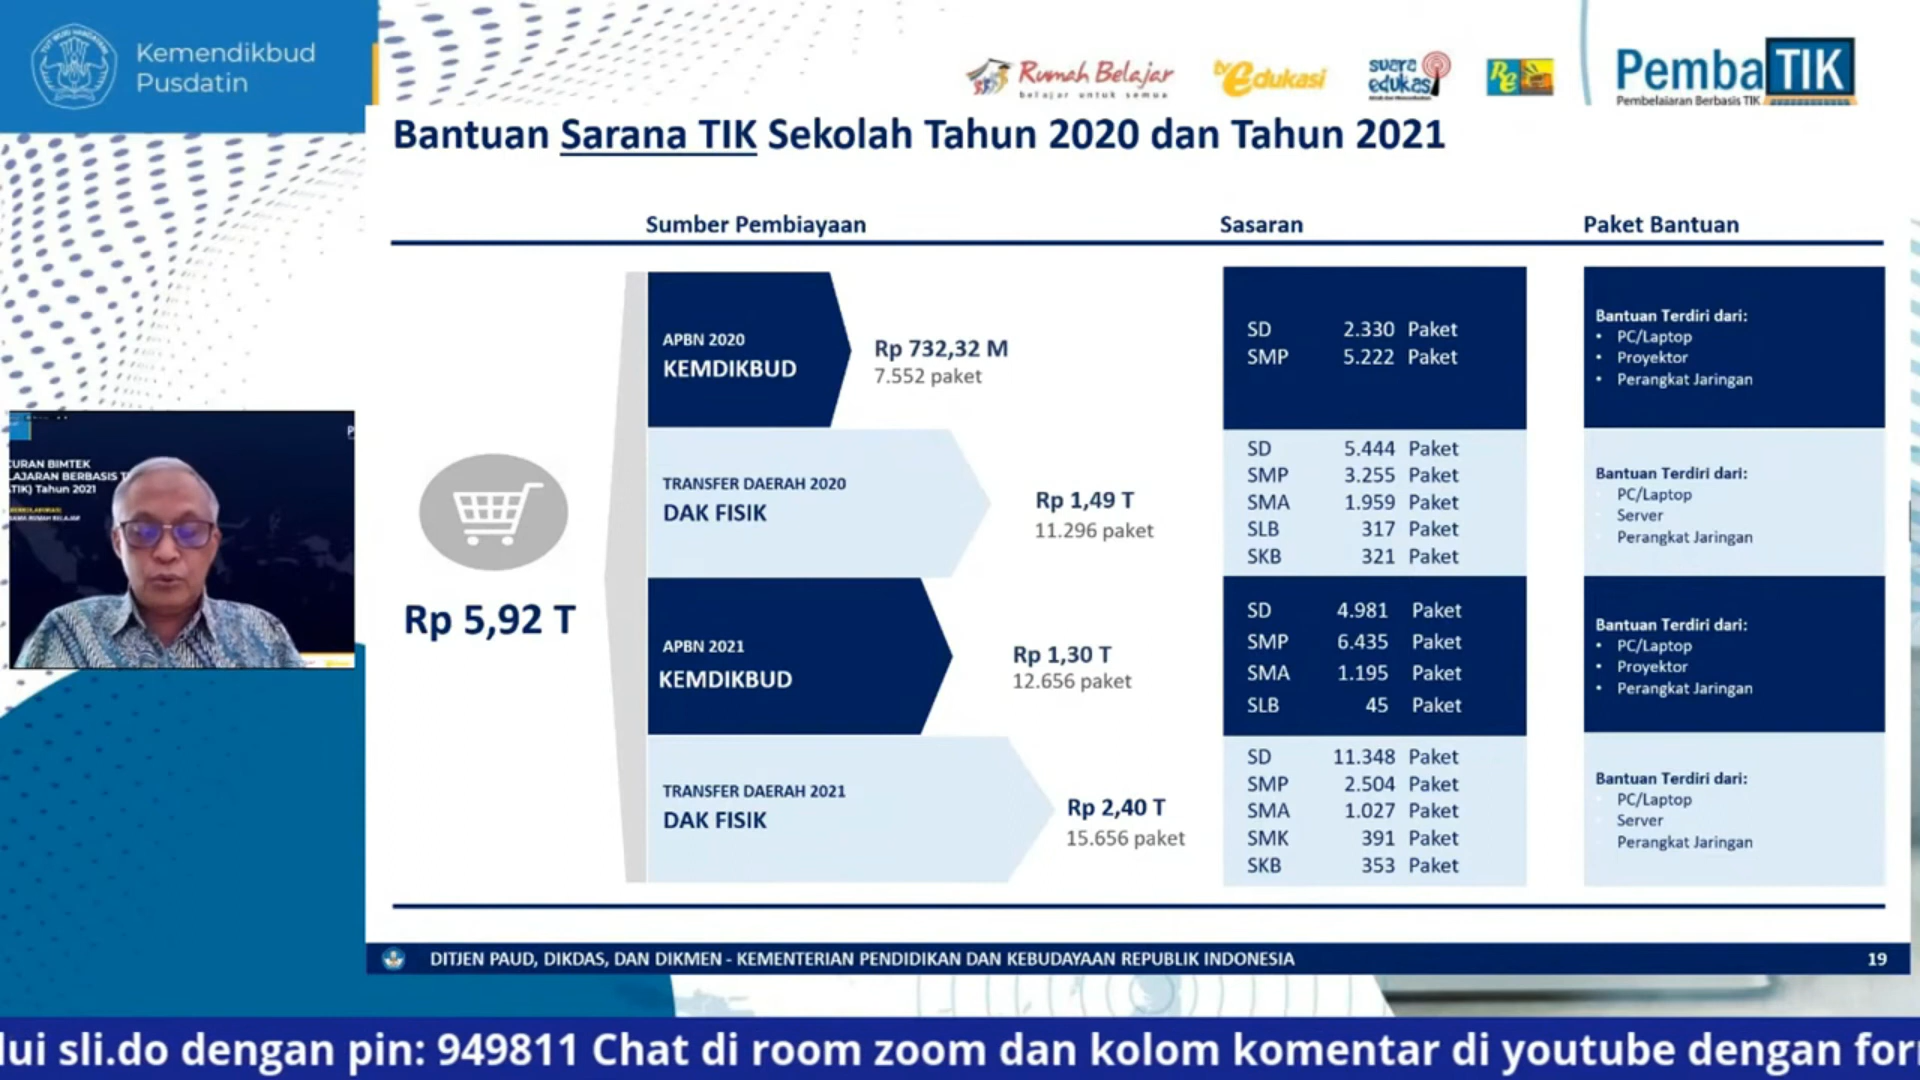 Kemendikbud
Pusdatin
Rumah Belajar
belajar untuk semua
tv edukasi
suara
edukasi
PembaTIK
Pembelajaran Berbasis TIK
Bantuan Sarana TIK Sekolah Tahun 2020 dan Tahun 2021
Sumber Pembiayaan
Sasaran
Paket Bantuan
Rp 5,92 T
APBN 2020
KEMDIKBUD
Rp 732,32 M
7.552 paket
SD 2.330 Paket
SMP 5.222 Paket
Bantuan Terdiri dari:
• PC/Laptop
• Proyektor
• Perangkat Jaringan
TRANSFER DAERAH 2020
DAK FISIK
Rp 1,49 T
11.296 paket
SD 5.444 Paket
SMP 3.255 Paket
SMA 1.959 Paket
SLB 317 Paket
SKB 321 Paket
Bantuan Terdiri dari:
PC/Laptop
Server
Perangkat Jaringan
APBN 2021
KEMDIKBUD
Rp 1,30 T
12.656 paket
SD 4.981 Paket
SMP 6.435 Paket
SMA 1.195 Paket
SLB 45 Paket
Bantuan Terdiri dari:
• PC/Laptop
• Proyektor
• Perangkat Jaringan
TRANSFER DAERAH 2021
DAK FISIK
Rp 2,40 T
15.656 paket
SD 11.348 Paket
SMP 2.504 Paket
SMA 1.027 Paket
SMK 391 Paket
SKB 353 Paket
Bantuan Terdiri dari:
PC/Laptop
Server
Perangkat Jaringan
CURAN BIMTEK
LAJARAN BERBASIS T
TIK) Tahun 2021
DITJEN PAUD, DIKDAS, DAN DIKMEN - KEMENTERIAN PENDIDIKAN DAN KEBUDAYAAN REPUBLIK INDONESIA
19
lui sli.do dengan pin: 949811 Chat di room zoom dan kolom komentar di youtube dengan for